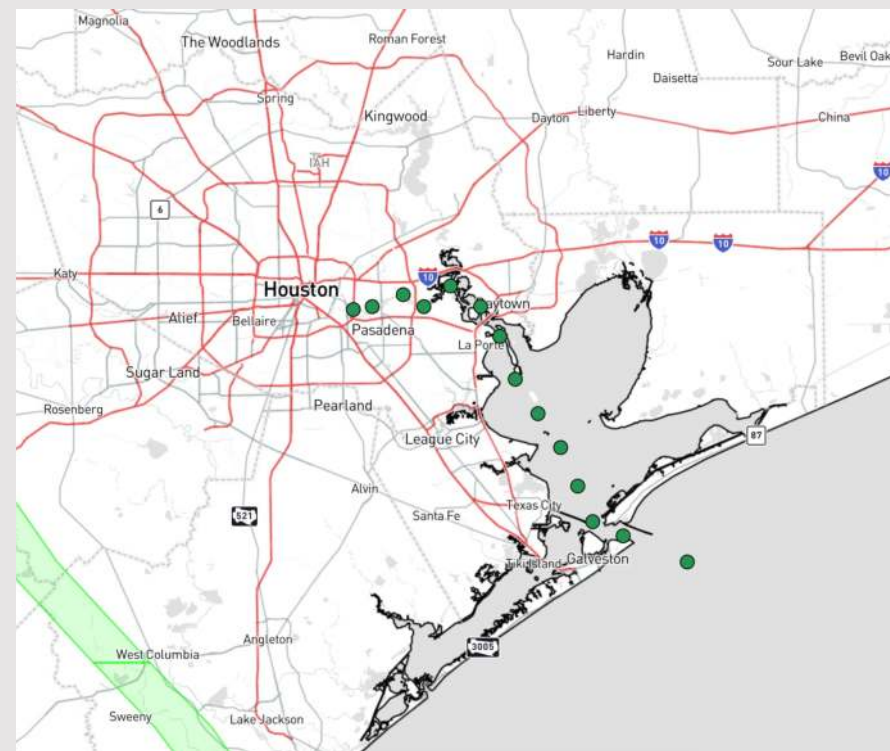 Magnolia
The Woodlands
Roman Forest
Hardin
Sour Lake
Bevil Oak
Daisetta
Spring
Kingwood
Dayton
Liberty
China
IAH
10
6
10
10
Katy
10
Houston
Baytown
Alief
Bellaire
Pasadena
La Porte
Sugar Land
Rosenberg
Pearland
League City
87
Alvin
Texas City
521
Santa Fe
Tiki Island
Galveston
Angleton
3005
West Columbia
Sweeny
Lake Jackson